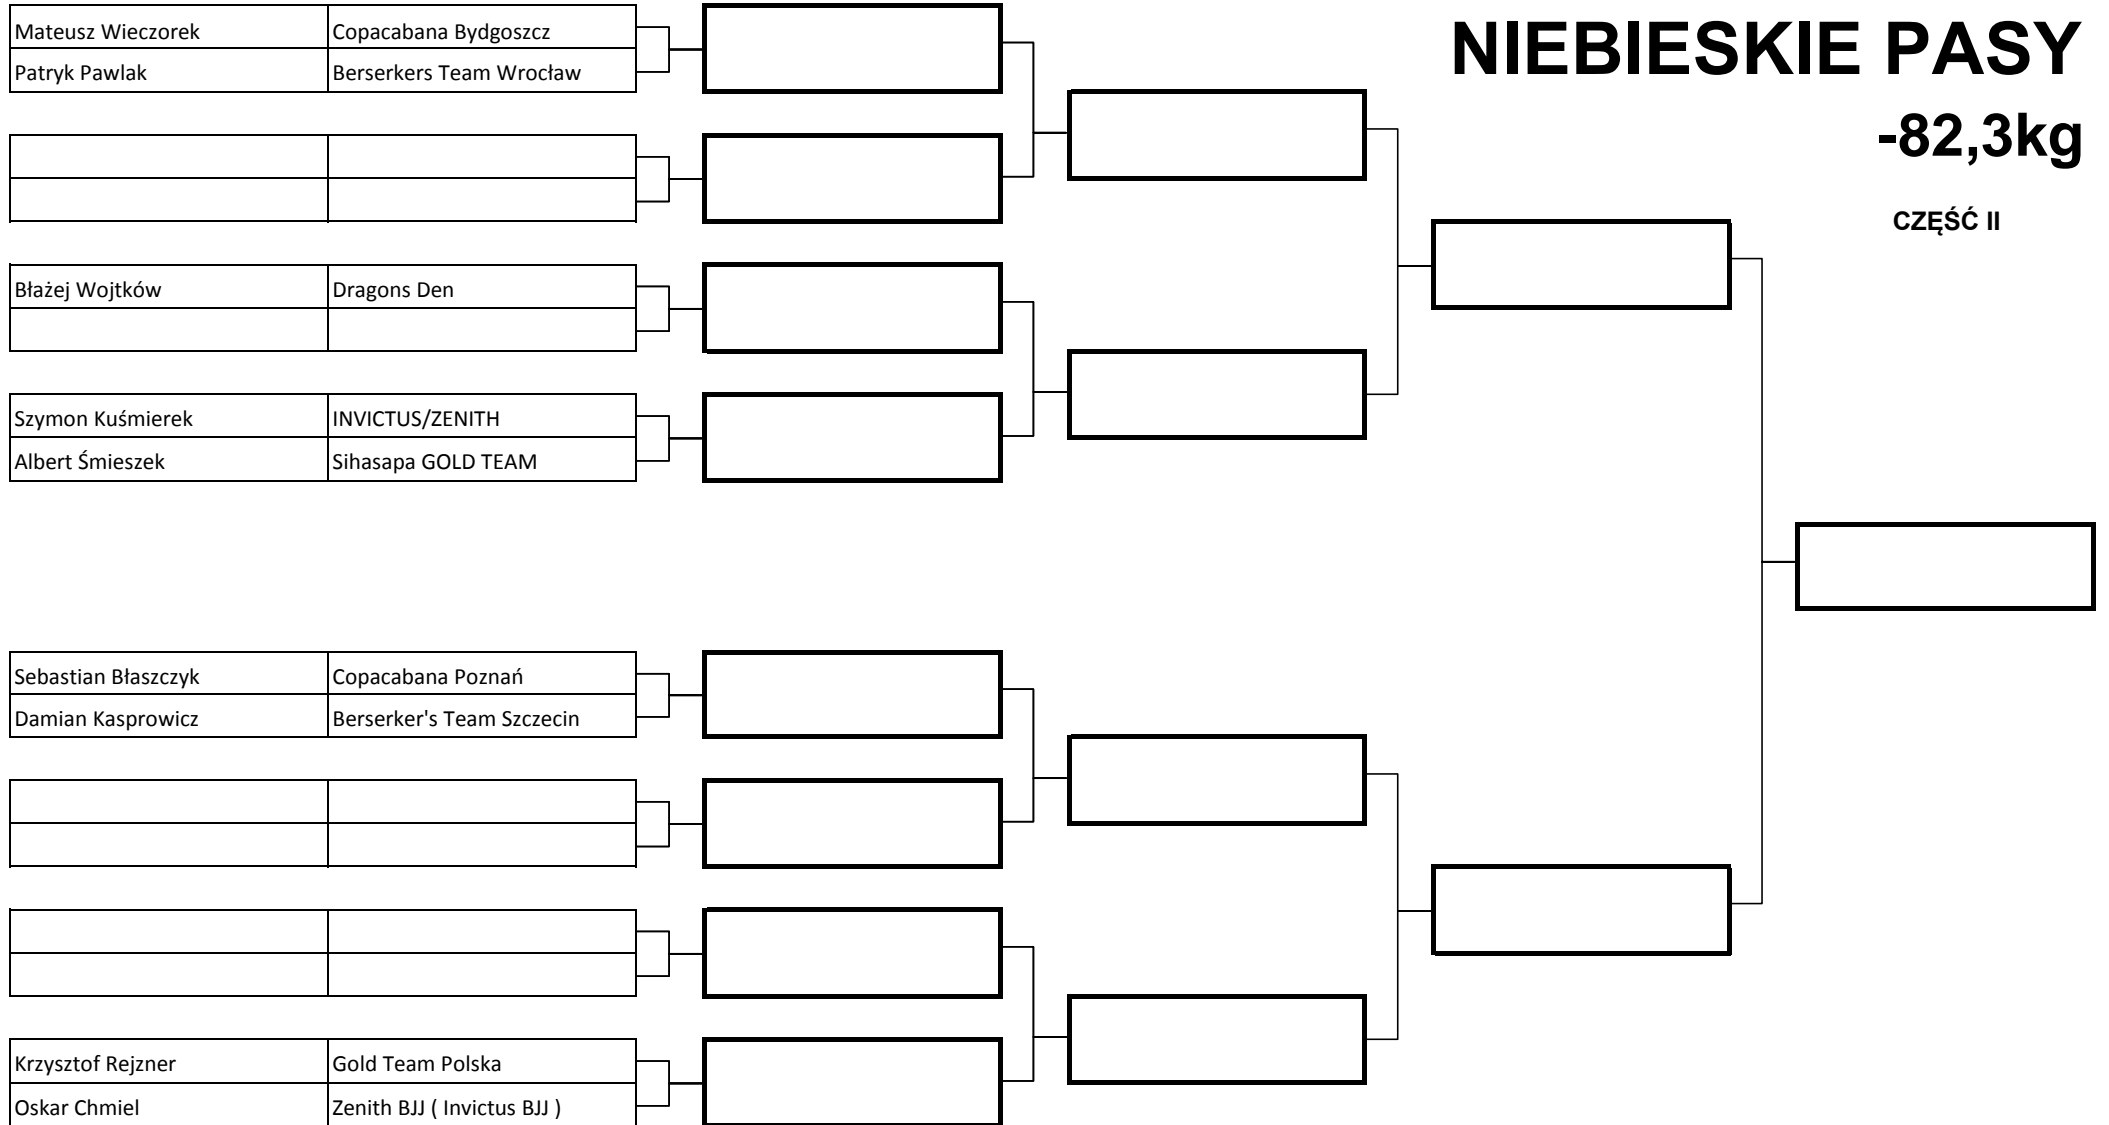 NIEBIESKIE PASY
-82,3kg
CZĘŚĆ II
Mateusz Wieczorek Copacabana Bydgoszcz
Patryk Pawlak Berserkers Team Wrocław
Błażej Wojtków Dragons Den
Szymon Kuśmierek INVICTUS/ZENITH
Albert Śmieszek Sihasapa GOLD TEAM
Sebastian Błaszczyk Copacabana Poznań
Damian Kasprowicz Berserker's Team Szczecin
Krzysztof Rejzner Gold Team Polska
Oskar Chmiel Zenith BJJ ( Invictus BJJ )